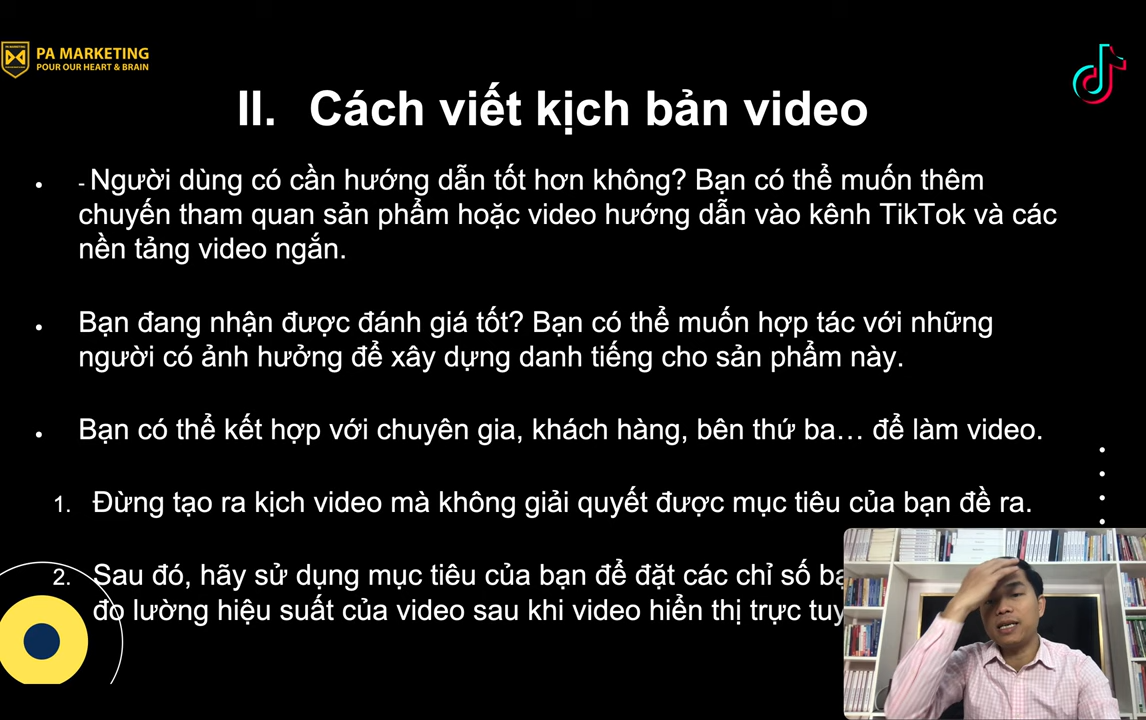 PA MARKETING
POUR OUR HEART & BRAIN
II. Cách viết kịch bản video
- Người dùng có cần hướng dẫn tốt hơn không? Bạn có thể muốn thêm
chuyến tham quan sản phẩm hoặc video hướng dẫn vào kênh TikTok và các
nền tảng video ngắn.
Bạn đang nhận được đánh giá tốt? Bạn có thể muốn hợp tác với những
người có ảnh hưởng để xây dựng danh tiếng cho sản phẩm này.
Bạn có thể kết hợp với chuyên gia, khách hàng, bên thứ ba… để làm video.
1. Đừng tạo ra kịch video mà không giải quyết được mục tiêu của bạn đề ra.
2. Sau đó, hãy sử dụng mục tiêu của bạn để đặt các chỉ số
đo lường hiệu suất của video sau khi video hiển thị trực